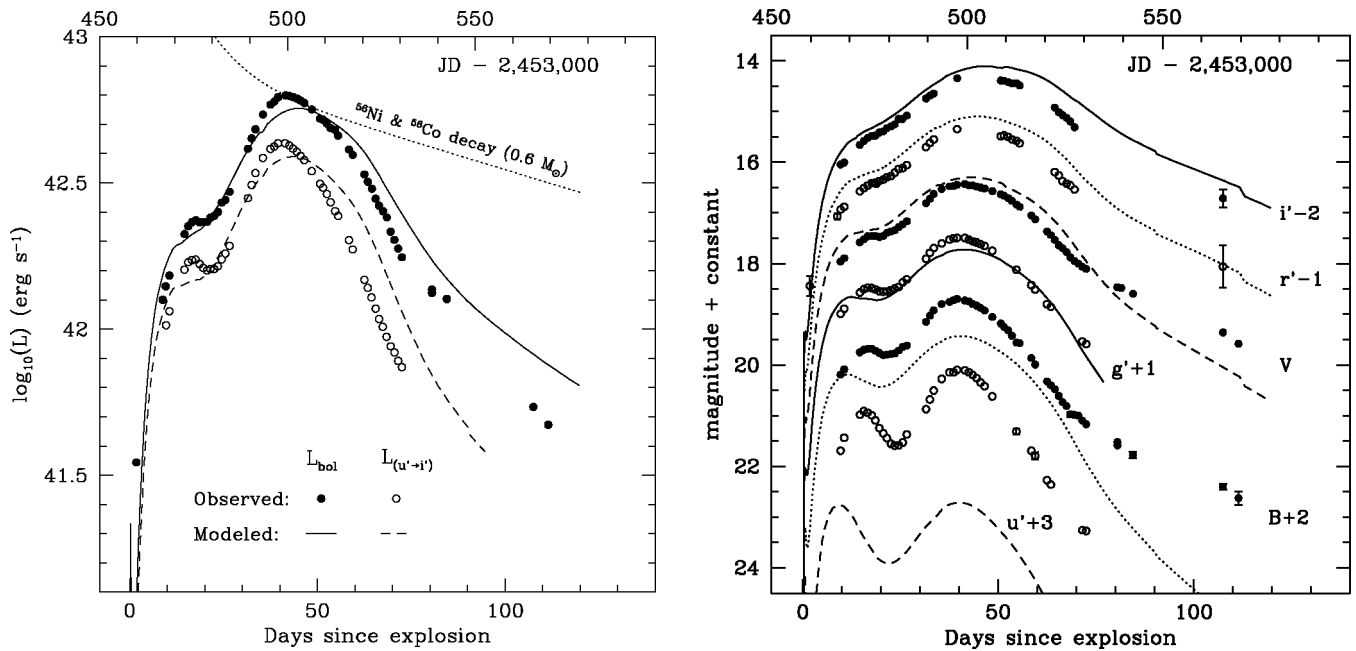 450 500 550
43
JD − 2,453,000
⁵⁶Ni & ⁵⁶Co decay (0.6 M⊙)
42.5
log₁₀(L) (erg s⁻¹)
42
41.5
L_bol L_(u'→i')
Observed:
Modeled:
0 50 100
Days since explosion
450 500 550
14
JD − 2,453,000
16
i'−2
magnitude + constant
18
r'−1
20
g'+1
V
22
u'+3
B+2
24
0 50 100
Days since explosion